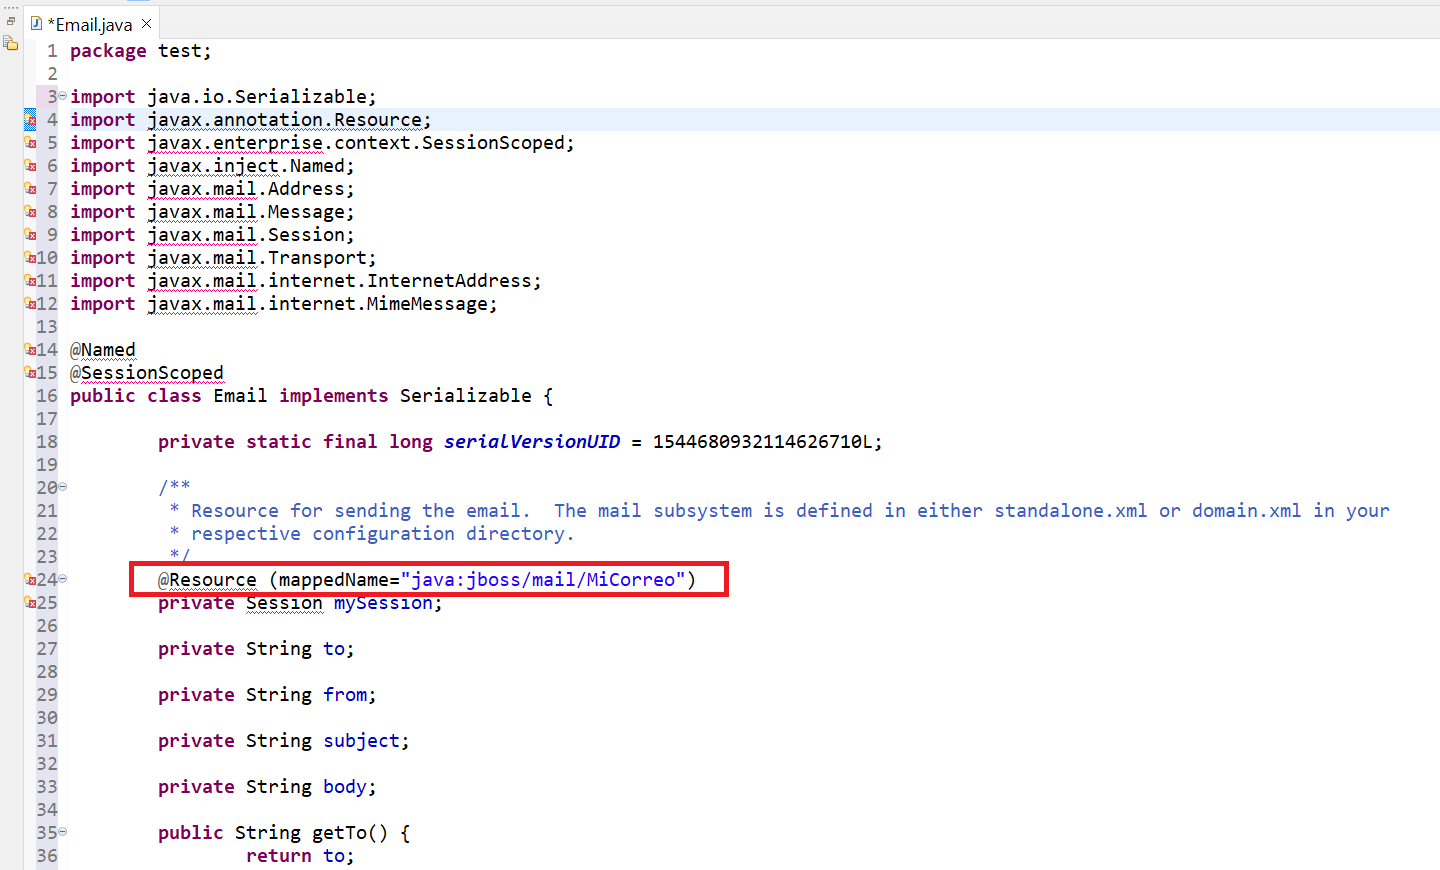 *Email.java
1 package test;
2
3 import java.io.Serializable;
4 import javax.annotation.Resource;
5 import javax.enterprise.context.SessionScoped;
6 import javax.inject.Named;
7 import javax.mail.Address;
8 import javax.mail.Message;
9 import javax.mail.Session;
10 import javax.mail.Transport;
11 import javax.mail.internet.InternetAddress;
12 import javax.mail.internet.MimeMessage;
13
14 @Named
15 @SessionScoped
16 public class Email implements Serializable {
17
18 private static final long serialVersionUID = 1544680932114626710L;
19
20 /**
21 * Resource for sending the email.  The mail subsystem is defined in either standalone.xml or domain.xml in your
22 * respective configuration directory.
23 */
24 @Resource (mappedName="java:jboss/mail/MiCorreo")
25 private Session mySession;
26
27 private String to;
28
29 private String from;
30
31 private String subject;
32
33 private String body;
34
35 public String getTo() {
36 return to;